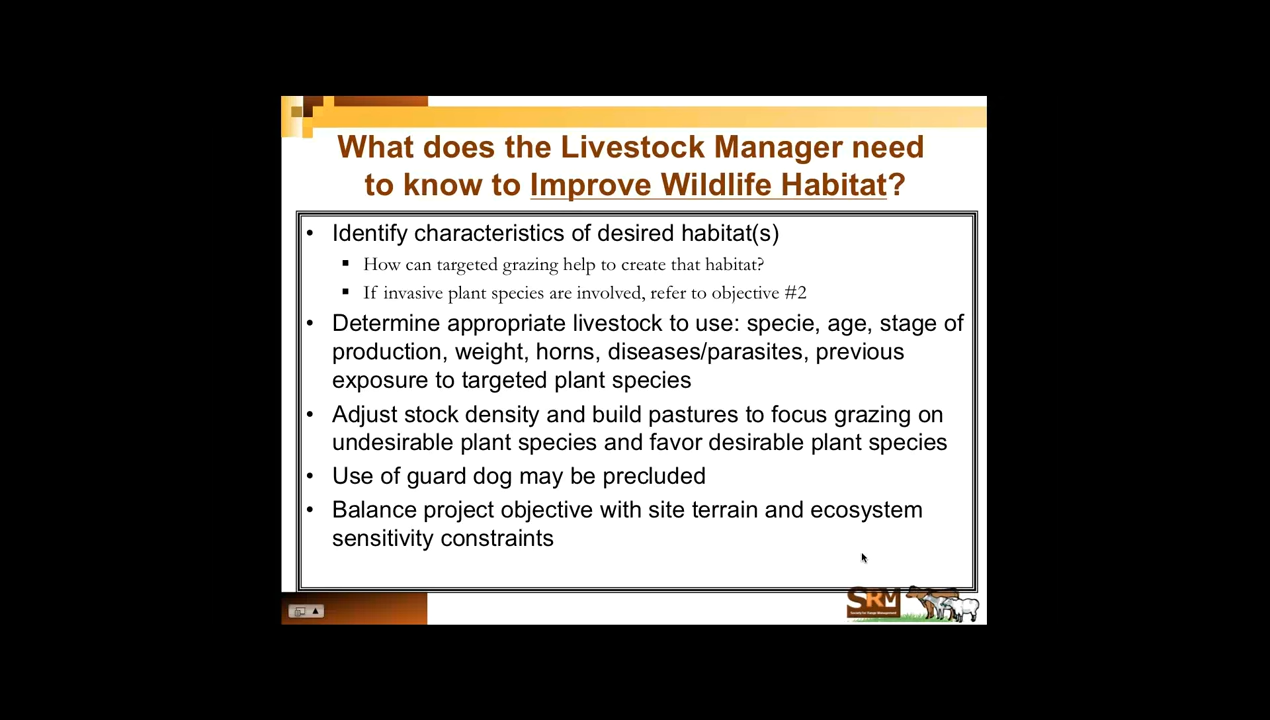 What does the Livestock Manager need
to know to Improve Wildlife Habitat?
• Identify characteristics of desired habitat(s)
▪ How can targeted grazing help to create that habitat?
▪ If invasive plant species are involved, refer to objective #2
• Determine appropriate livestock to use: specie, age, stage of
production, weight, horns, diseases/parasites, previous
exposure to targeted plant species
• Adjust stock density and build pastures to focus grazing on
undesirable plant species and favor desirable plant species
• Use of guard dog may be precluded
• Balance project objective with site terrain and ecosystem
sensitivity constraints
SRM
Society for Range Management